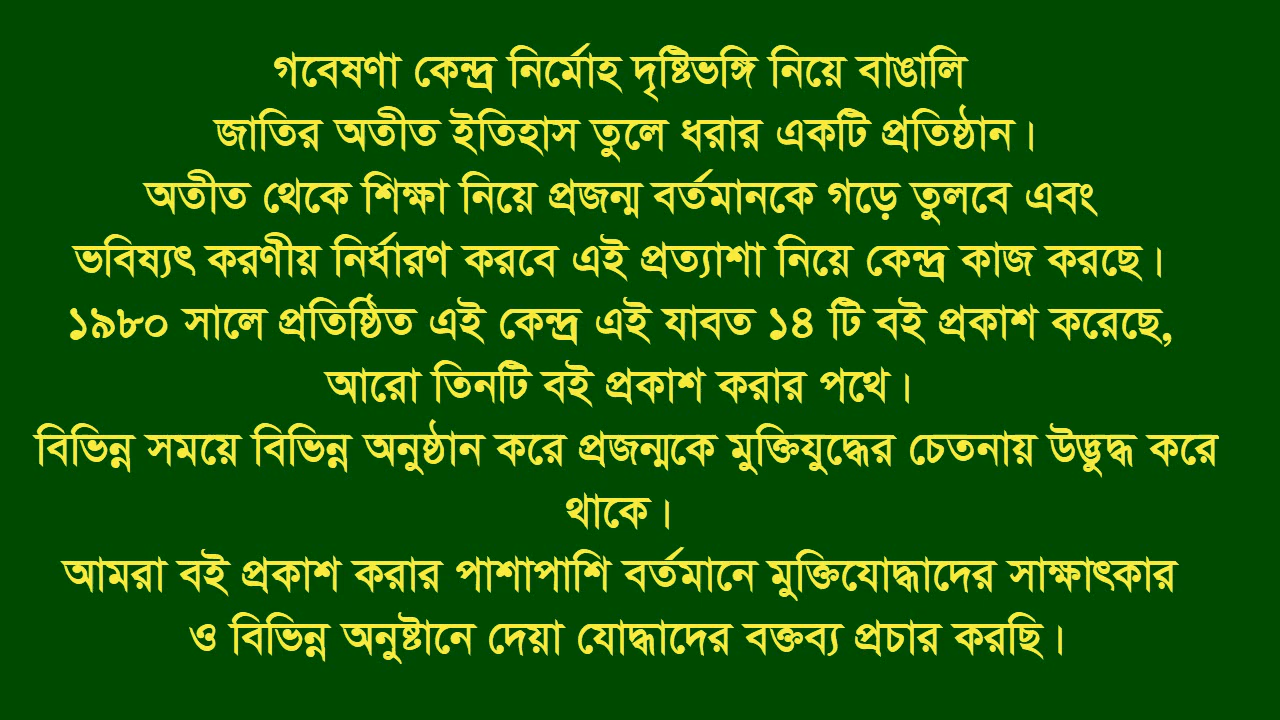 গবেষণা কেন্দ্র নির্মোহ দৃষ্টিভঙ্গি নিয়ে বাঙালি
জাতির অতীত ইতিহাস তুলে ধরার একটি প্রতিষ্ঠান।
অতীত থেকে শিক্ষা নিয়ে প্রজন্ম বর্তমানকে গড়ে তুলবে এবং
ভবিষ্যৎ করণীয় নির্ধারণ করবে এই প্রত্যাশা নিয়ে কেন্দ্র কাজ করছে।
১৯৮০ সালে প্রতিষ্ঠিত এই কেন্দ্র এই যাবত ১৪ টি বই প্রকাশ করেছে,
আরো তিনটি বই প্রকাশ করার পথে।
বিভিন্ন সময়ে বিভিন্ন অনুষ্ঠান করে প্রজন্মকে মুক্তিযুদ্ধের চেতনায় উদ্ভুদ্ধ করে
থাকে।
আমরা বই প্রকাশ করার পাশাপাশি বর্তমানে মুক্তিযোদ্ধাদের সাক্ষাৎকার
ও বিভিন্ন অনুষ্টানে দেয়া যোদ্ধাদের বক্তব্য প্রচার করছি।